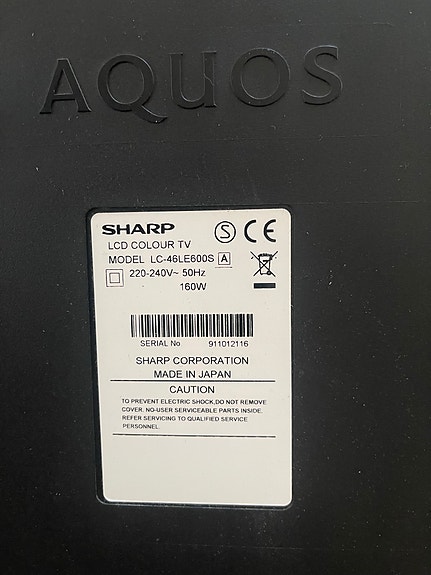 AQUOS
SHARP
LCD COLOUR TV
MODEL LC-46LE600S A
220-240V~ 50Hz
160W
S CE
SERIAL No 911012116
SHARP CORPORATION
MADE IN JAPAN
CAUTION
TO PREVENT ELECTRIC SHOCK,DO NOT REMOVE
COVER. NO-USER SERVICEABLE PARTS INSIDE.
REFER SERVICING TO QUALIFIED SERVICE
PERSONNEL.